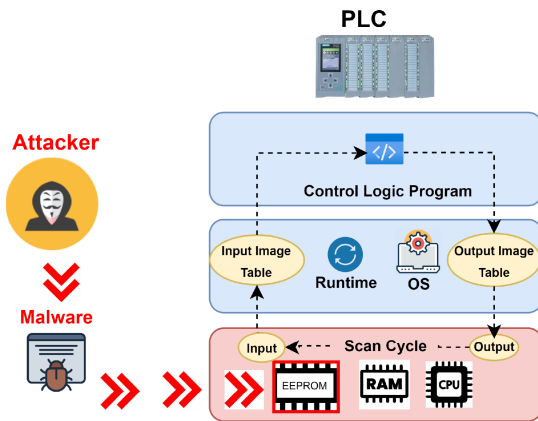 PLC
Attacker
Control Logic Program
Input Image
Table
Runtime
OS
Output Image
Table
Malware
Input
Scan Cycle
Output
EEPROM
RAM
CPU